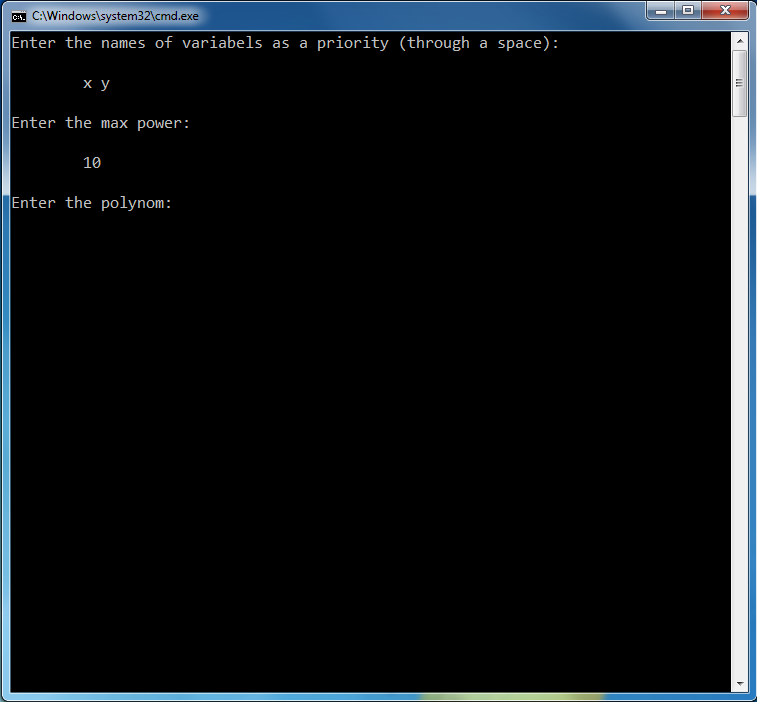 C:\Windows\system32\cmd.exe
Enter the names of variabels as a priority (through a space):
x y
Enter the max power:
10
Enter the polynom: